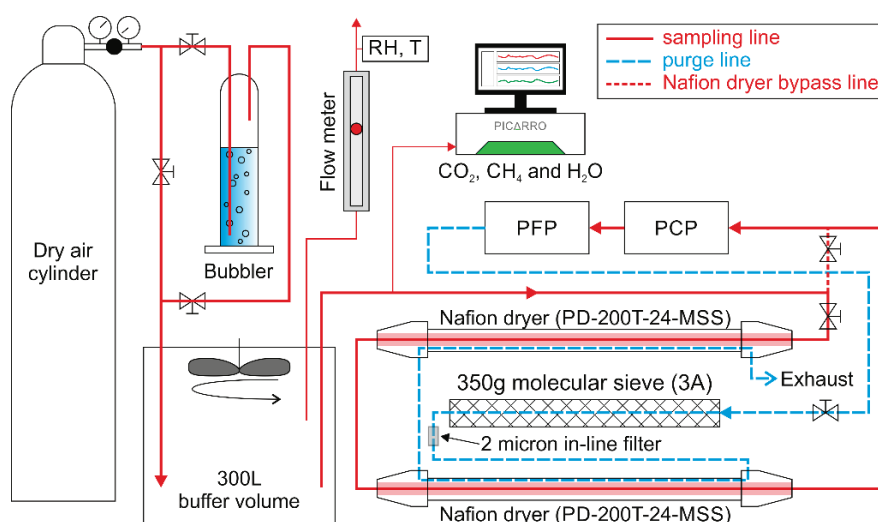 RH, T
sampling line
purge line
Nafion dryer bypass line
PICΔRRO
Flow meter
CO₂, CH₄ and H₂O
PFP
PCP
Dry air
cylinder
Bubbler
Nafion dryer (PD-200T-24-MSS)
350g molecular sieve (3A)
Exhaust
2 micron in-line filter
300L
buffer volume
Nafion dryer (PD-200T-24-MSS)